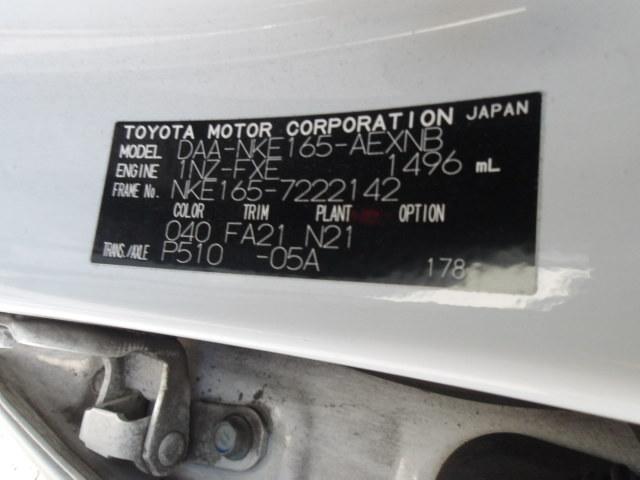 TOYOTA MOTOR CORPORATION JAPAN
MODEL DAA-NKE165-AEXNB
ENGINE 1NZ-FXE 1496 mL
FRAME No. NKE165-7222142
COLOR TRIM PLANT OPTION
040 FA21 N21
TRANS./AXLE P510 -05A 178